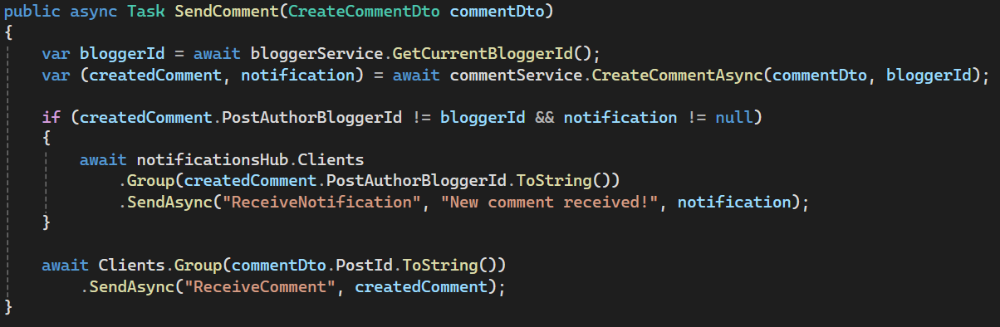 public async Task SendComment(CreateCommentDto commentDto)
{
    var bloggerId = await bloggerService.GetCurrentBloggerId();
    var (createdComment, notification) = await commentService.CreateCommentAsync(commentDto, bloggerId);

    if (createdComment.PostAuthorBloggerId != bloggerId && notification != null)
    {
        await notificationsHub.Clients
            .Group(createdComment.PostAuthorBloggerId.ToString())
            .SendAsync("ReceiveNotification", "New comment received!", notification);
    }

    await Clients.Group(commentDto.PostId.ToString())
        .SendAsync("ReceiveComment", createdComment);
}